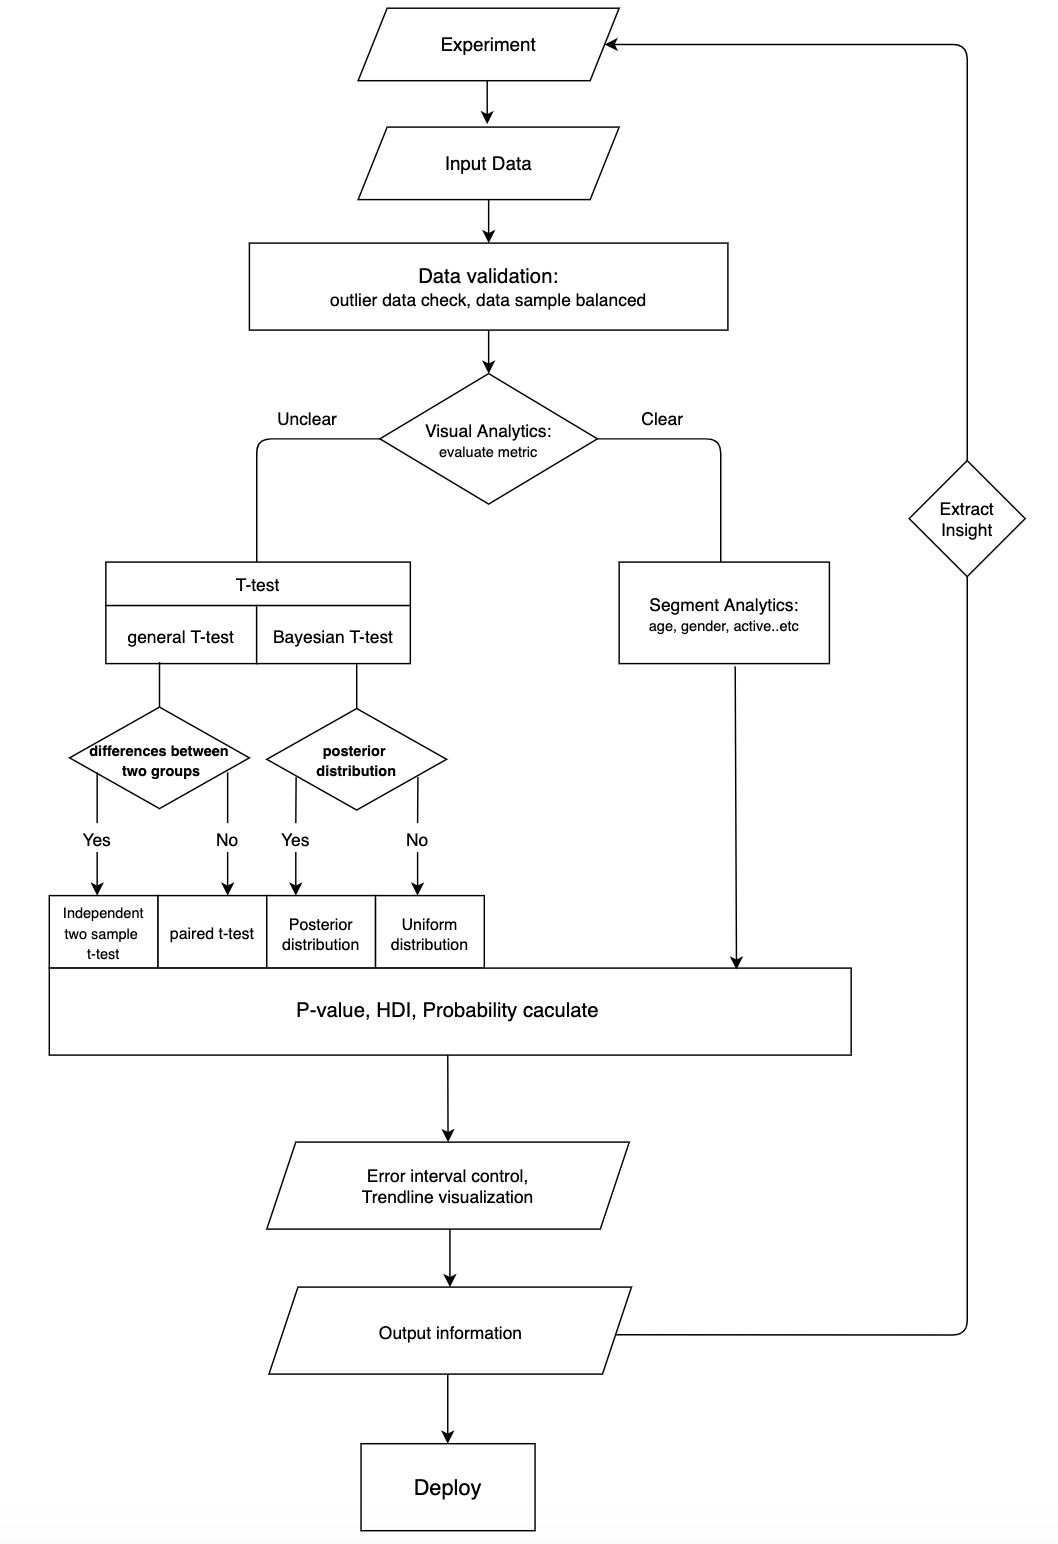 Experiment
Input Data
Data validation:
outlier data check, data sample balanced
Unclear
Clear
Visual Analytics:
evaluate metric
Extract
Insight
T-test
general T-test
Bayesian T-test
Segment Analytics:
age, gender, active..etc
differences between
two groups
posterior
distribution
Yes
No
Yes
No
Independent
two sample
t-test
paired t-test
Posterior
distribution
Uniform
distribution
P-value, HDI, Probability caculate
Error interval control,
Trendline visualization
Output information
Deploy